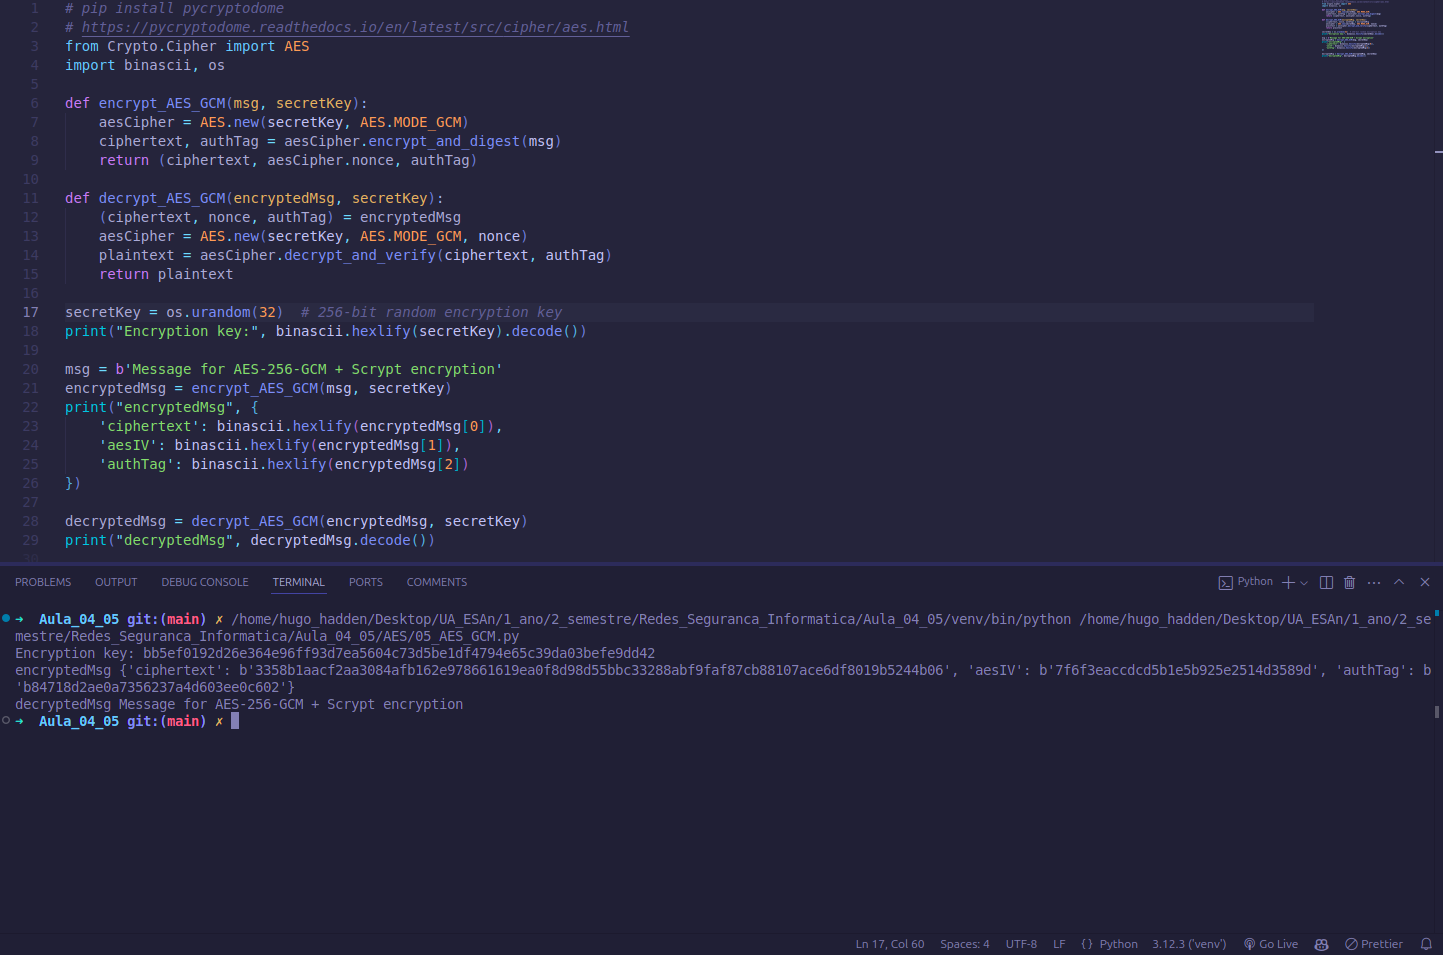 1 # pip install pycryptodome
2 # https://pycryptodome.readthedocs.io/en/latest/src/cipher/aes.html
3 from Crypto.Cipher import AES
4 import binascii, os
5
6 def encrypt_AES_GCM(msg, secretKey):
7     aesCipher = AES.new(secretKey, AES.MODE_GCM)
8     ciphertext, authTag = aesCipher.encrypt_and_digest(msg)
9     return (ciphertext, aesCipher.nonce, authTag)
10
11 def decrypt_AES_GCM(encryptedMsg, secretKey):
12     (ciphertext, nonce, authTag) = encryptedMsg
13     aesCipher = AES.new(secretKey, AES.MODE_GCM, nonce)
14     plaintext = aesCipher.decrypt_and_verify(ciphertext, authTag)
15     return plaintext
16
17 secretKey = os.urandom(32)  # 256-bit random encryption key
18 print("Encryption key:", binascii.hexlify(secretKey).decode())
19
20 msg = b'Message for AES-256-GCM + Scrypt encryption'
21 encryptedMsg = encrypt_AES_GCM(msg, secretKey)
22 print("encryptedMsg", {
23     'ciphertext': binascii.hexlify(encryptedMsg[0]),
24     'aesIV': binascii.hexlify(encryptedMsg[1]),
25     'authTag': binascii.hexlify(encryptedMsg[2])
26 })
27
28 decryptedMsg = decrypt_AES_GCM(encryptedMsg, secretKey)
29 print("decryptedMsg", decryptedMsg.decode())
30
PROBLEMS OUTPUT DEBUG CONSOLE TERMINAL PORTS COMMENTS Python
➜ Aula_04_05 git:(main) ✗ /home/hugo_hadden/Desktop/UA_ESAn/1_ano/2_semestre/Redes_Seguranca_Informatica/Aula_04_05/venv/bin/python /home/hugo_hadden/Desktop/UA_ESAn/1_ano/2_se
mestre/Redes_Seguranca_Informatica/Aula_04_05/AES/05_AES_GCM.py
Encryption key: bb5ef0192d26e364e96ff93d7ea5604c73d5be1df4794e65c39da03befe9dd42
encryptedMsg {'ciphertext': b'3358b1aacf2aa3084afb162e978661619ea0f8d98d55bbc33288abf9faf87cb88107ace6df8019b5244b06', 'aesIV': b'7f6f3eaccdcd5b1e5b925e2514d3589d', 'authTag': b
'b84718d2ae0a7356237a4d603ee0c602'}
decryptedMsg Message for AES-256-GCM + Scrypt encryption
➜ Aula_04_05 git:(main) ✗
Ln 17, Col 60 Spaces: 4 UTF-8 LF {} Python 3.12.3 ('venv') Go Live Prettier